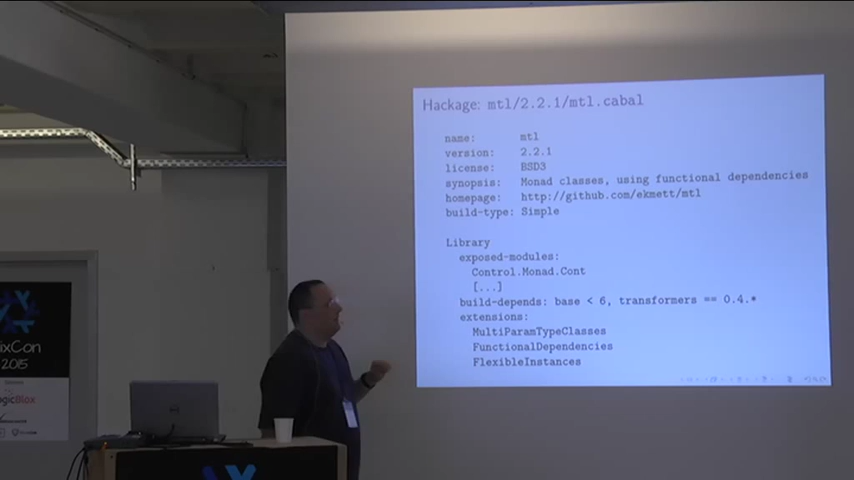 Hackage: mtl/2.2.1/mtl.cabal
name: mtl
version: 2.2.1
license: BSD3
synopsis: Monad classes, using functional dependencies
homepage: http://github.com/ekmett/mtl
build-type: Simple
Library
exposed-modules:
Control.Monad.Cont
[...]
build-depends: base < 6, transformers == 0.4.*
extensions:
MultiParamTypeClasses
FunctionalDependencies
FlexibleInstances
ixCon
2015
gicBlox